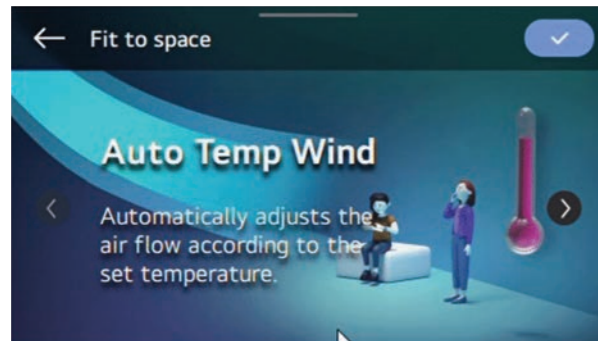 Fit to space
Auto Temp Wind
Automatically adjusts the
air flow according to the
set temperature.